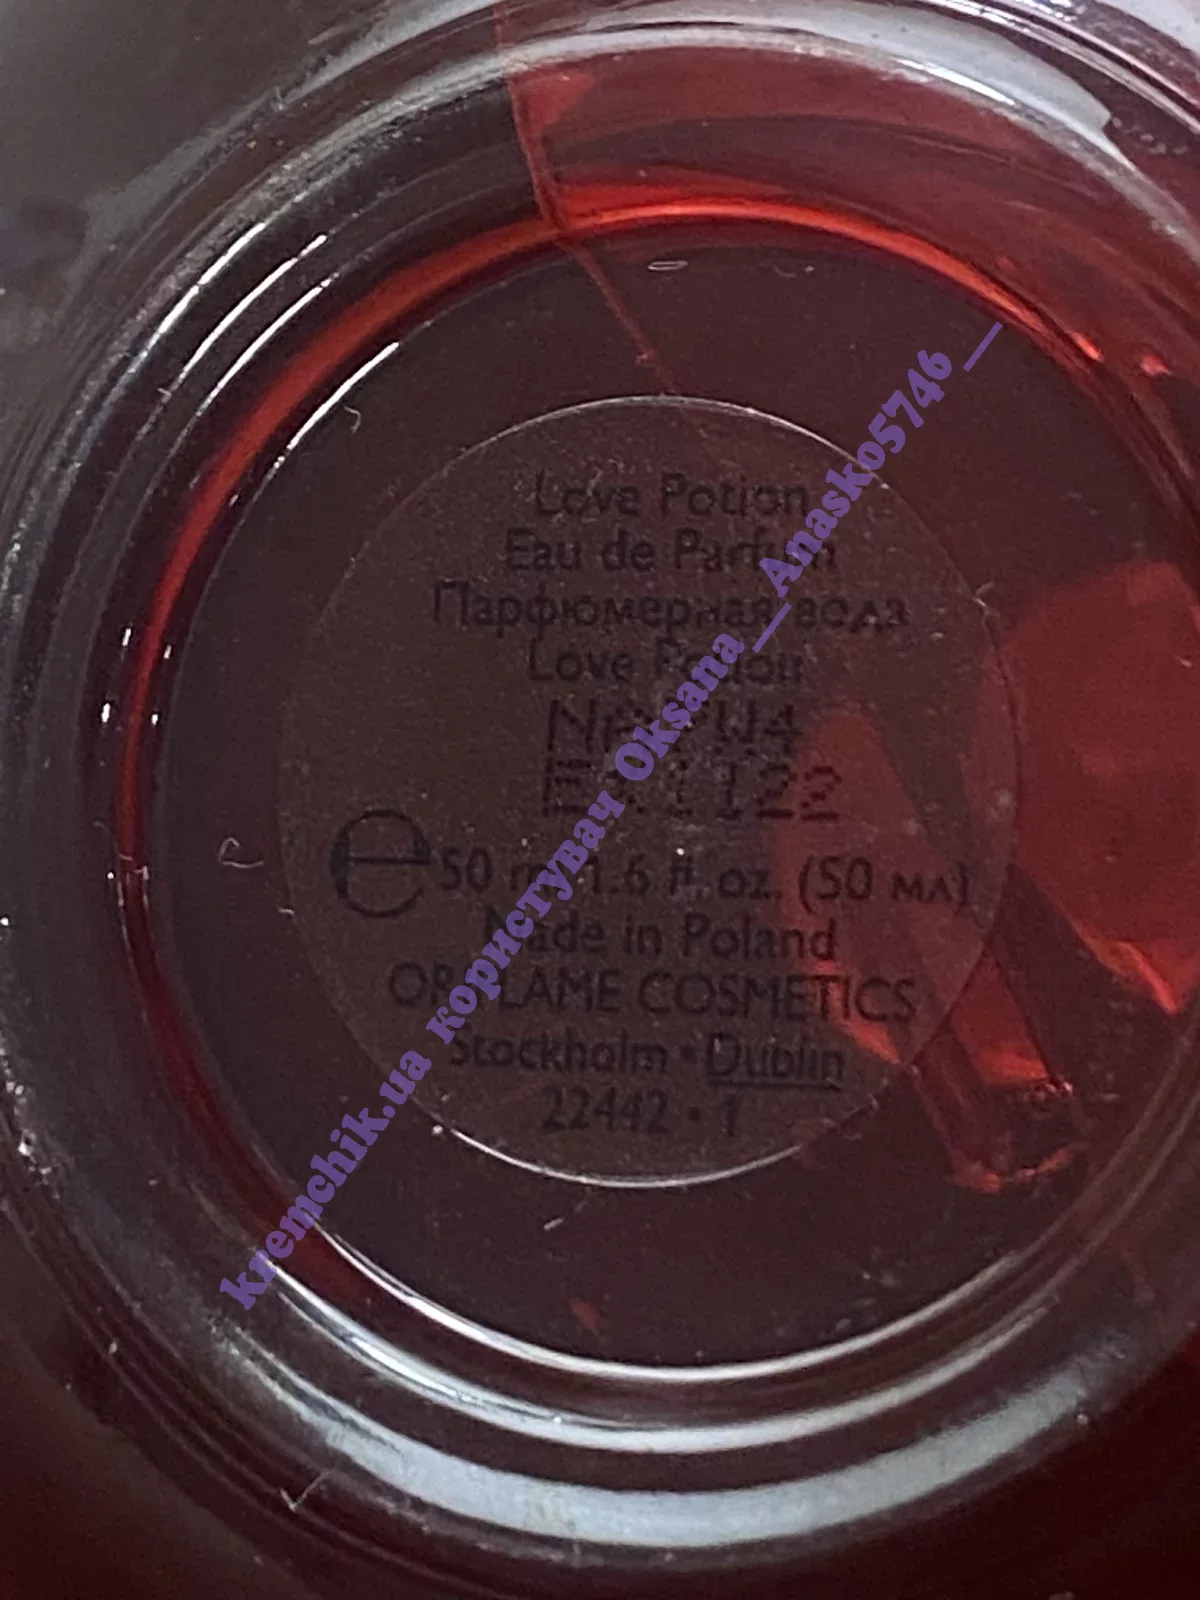 Love Potion
Eau de Parfum
Парфюмерная вода
Love Potion
℮ 50 ml 1.6 fl. oz. (50 мл)
Made in Poland
ORIFLAME COSMETICS
Stockholm • Dublin
22442 • 1
kremchik.ua користувач Oksana__Anasko5746__